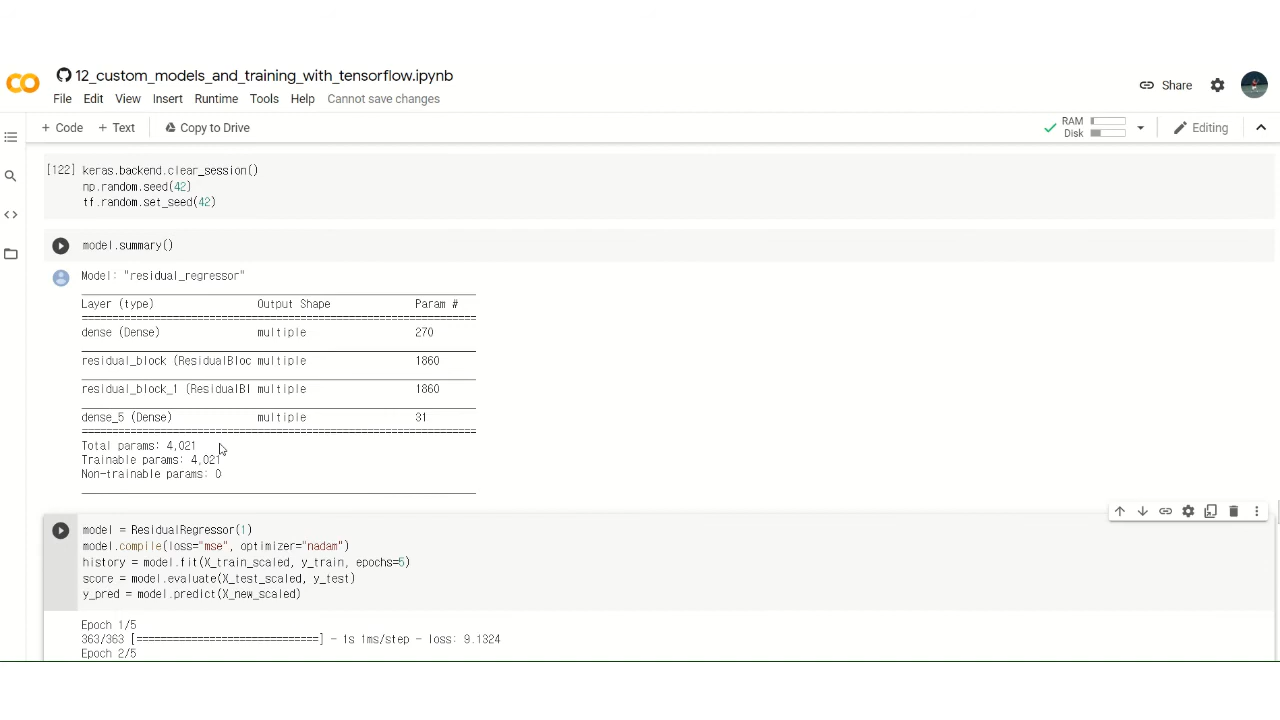 12_custom_models_and_training_with_tensorflow.ipynb
File Edit View Insert Runtime Tools Help Cannot save changes
Share
+ Code + Text Copy to Drive
RAM
Disk
Editing
[122] keras.backend.clear_session()
np.random.seed(42)
tf.random.set_seed(42)
model.summary()
Model: "residual_regressor"
Layer (type) Output Shape Param #
=================================================================
dense (Dense) multiple 270
residual_block (ResidualBloc multiple 1860
residual_block_1 (ResidualBl multiple 1860
dense_5 (Dense) multiple 31
=================================================================
Total params: 4,021
Trainable params: 4,021
Non-trainable params: 0
model = ResidualRegressor(1)
model.compile(loss="mse", optimizer="nadam")
history = model.fit(X_train_scaled, y_train, epochs=5)
score = model.evaluate(X_test_scaled, y_test)
y_pred = model.predict(X_new_scaled)
Epoch 1/5
363/363 [==============================] - 1s 1ms/step - loss: 9.1324
Epoch 2/5